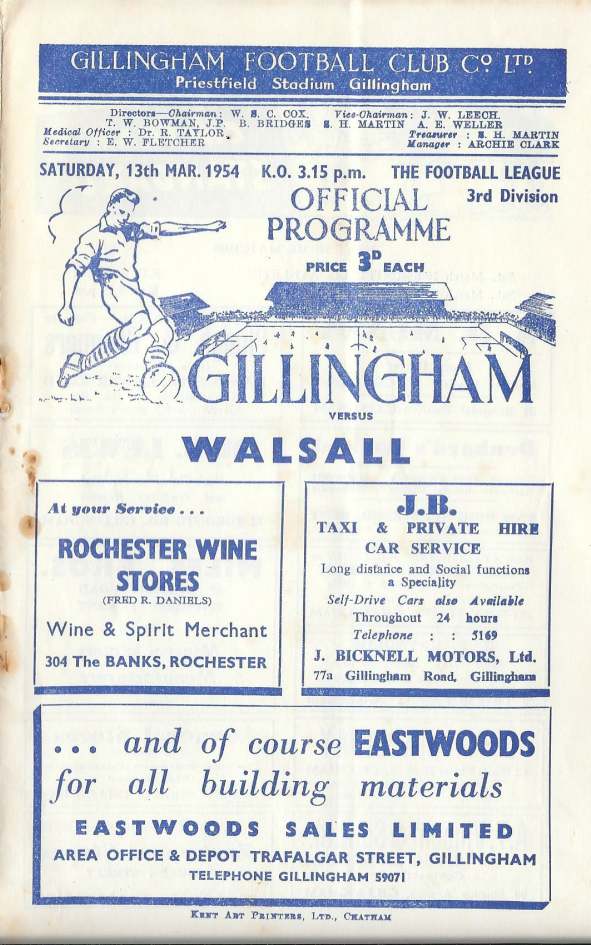 GILLINGHAM FOOTBALL CLUB Cº LTD.
Priestfield Stadium Gillingham
Directors—Chairman: W. S. C. COX, Vice-Chairman: J. W. LEECH.
T. W. BOWMAN, J.P. B. BRIDGES S. H. MARTIN A. E. WELLER
Medical Officer : Dr. R. TAYLOR. Treasurer : S. H. MARTIN
Secretary : E. W. FLETCHER Manager : ARCHIE CLARK
SATURDAY, 13th MAR. 1954 K.O. 3.15 p.m. THE FOOTBALL LEAGUE
3rd Division
OFFICIAL
PROGRAMME
PRICE 3D EACH
GILLINGHAM
VERSUS
WALSALL
At your Service . . .
ROCHESTER WINE
STORES
(FRED R. DANIELS)
Wine & Spirit Merchant
304 The BANKS, ROCHESTER
J.B.
TAXI & PRIVATE HIRE
CAR SERVICE
Long distance and Social functions
a Speciality
Self-Drive Cars also Available
Throughout 24 hours
Telephone : : 5169
J. BICKNELL MOTORS, Ltd.
77a Gillingham Road, Gillingham
... and of course EASTWOODS
for all building materials
EASTWOODS SALES LIMITED
AREA OFFICE & DEPOT TRAFALGAR STREET, GILLINGHAM
TELEPHONE GILLINGHAM 59071
KENT ART PRINTERS, LTD., CHATHAM